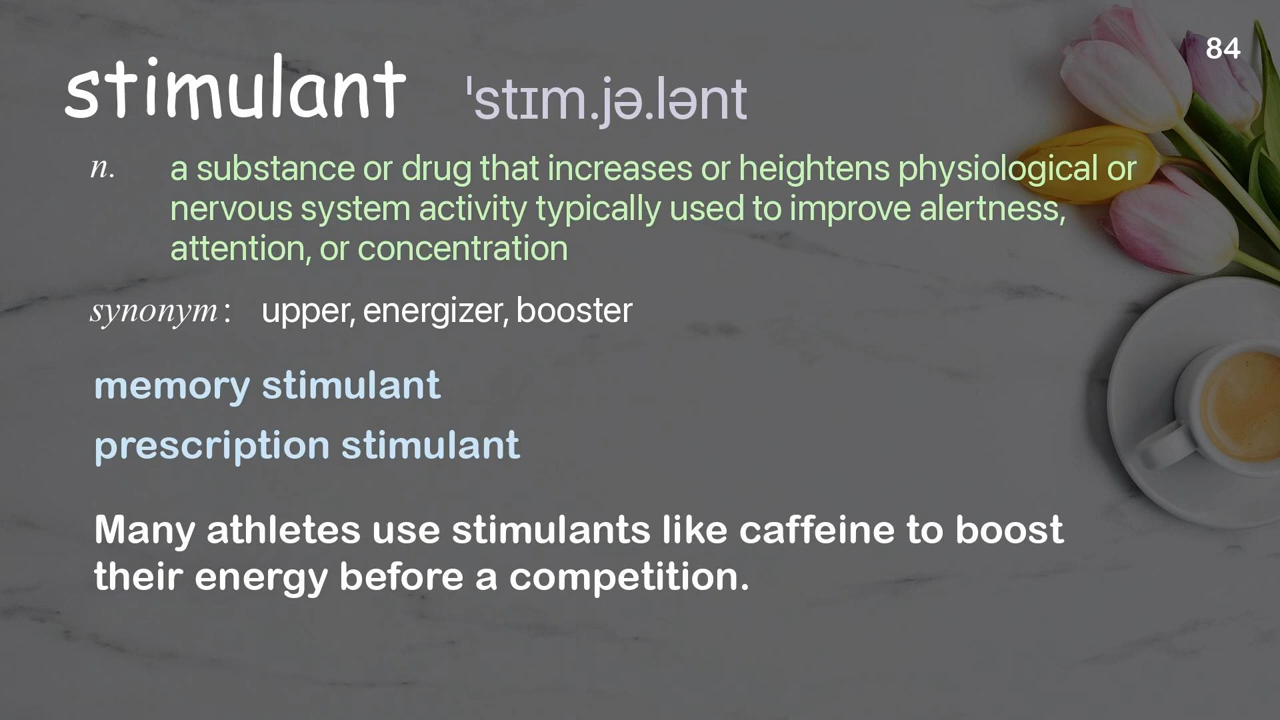 84
stimulant ˈstɪm.jə.lənt
n. a substance or drug that increases or heightens physiological or
nervous system activity typically used to improve alertness,
attention, or concentration
synonym: upper, energizer, booster
memory stimulant
prescription stimulant
Many athletes use stimulants like caffeine to boost
their energy before a competition.